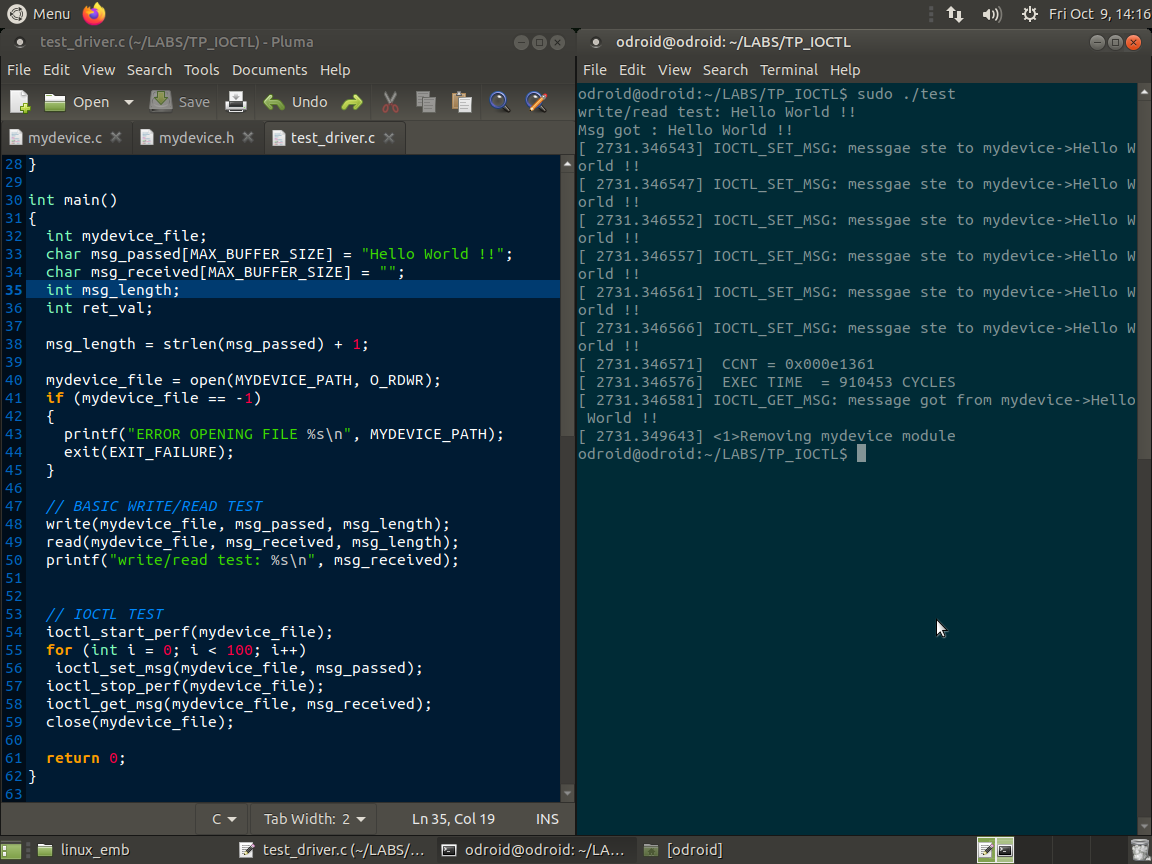 Menu
Fri Oct 9, 14:16
test_driver.c (~/LABS/TP_IOCTL) - Pluma
File Edit View Search Tools Documents Help
Open Save Undo
mydevice.c mydevice.h test_driver.c
28 }
29
30 int main()
31 {
32 int mydevice_file;
33 char msg_passed[MAX_BUFFER_SIZE] = "Hello World !!";
34 char msg_received[MAX_BUFFER_SIZE] = "";
35 int msg_length;
36 int ret_val;
37
38 msg_length = strlen(msg_passed) + 1;
39
40 mydevice_file = open(MYDEVICE_PATH, O_RDWR);
41 if (mydevice_file == -1)
42 {
43 printf("ERROR OPENING FILE %s\n", MYDEVICE_PATH);
44 exit(EXIT_FAILURE);
45 }
46
47 // BASIC WRITE/READ TEST
48 write(mydevice_file, msg_passed, msg_length);
49 read(mydevice_file, msg_received, msg_length);
50 printf("write/read test: %s\n", msg_received);
51
52
53 // IOCTL TEST
54 ioctl_start_perf(mydevice_file);
55 for (int i = 0; i < 100; i++)
56 ioctl_set_msg(mydevice_file, msg_passed);
57 ioctl_stop_perf(mydevice_file);
58 ioctl_get_msg(mydevice_file, msg_received);
59 close(mydevice_file);
60
61 return 0;
62 }
63
C Tab Width: 2 Ln 35, Col 19 INS
odroid@odroid: ~/LABS/TP_IOCTL
File Edit View Search Terminal Help
odroid@odroid:~/LABS/TP_IOCTL$ sudo ./test
write/read test: Hello World !!
Msg got : Hello World !!
[ 2731.346543] IOCTL_SET_MSG: messgae ste to mydevice->Hello W
orld !!
[ 2731.346547] IOCTL_SET_MSG: messgae ste to mydevice->Hello W
orld !!
[ 2731.346552] IOCTL_SET_MSG: messgae ste to mydevice->Hello W
orld !!
[ 2731.346557] IOCTL_SET_MSG: messgae ste to mydevice->Hello W
orld !!
[ 2731.346561] IOCTL_SET_MSG: messgae ste to mydevice->Hello W
orld !!
[ 2731.346566] IOCTL_SET_MSG: messgae ste to mydevice->Hello W
orld !!
[ 2731.346571] CCNT = 0x000e1361
[ 2731.346576] EXEC TIME = 910453 CYCLES
[ 2731.346581] IOCTL_GET_MSG: message got from mydevice->Hello
World !!
[ 2731.349643] <1>Removing mydevice module
odroid@odroid:~/LABS/TP_IOCTL$
linux_emb
test_driver.c (~/LABS/...
odroid@odroid: ~/LA...
[odroid]